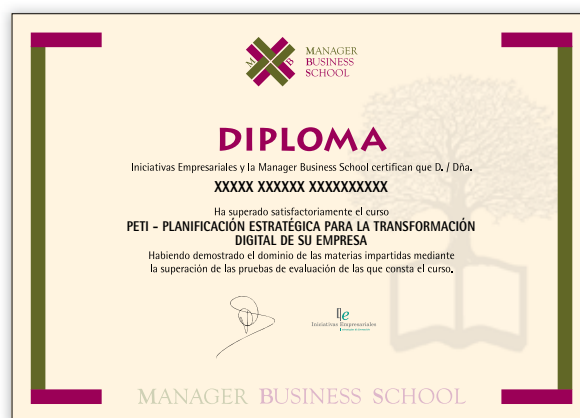 M B
MANAGER
BUSINESS
SCHOOL
DIPLOMA
Iniciativas Empresariales y la Manager Business School certifican que D. / Dña.
XXXXX XXXXXX XXXXXXXXXX
Ha superado satisfactoriamente el curso
PETI - PLANIFICACIÓN ESTRATÉGICA PARA LA TRANSFORMACIÓN
DIGITAL DE SU EMPRESA
Habiendo demostrado el dominio de las materias impartidas mediante
la superación de las pruebas de evaluación de las que consta el curso.
Ie
Iniciativas Empresariales
MANAGER BUSINESS SCHOOL